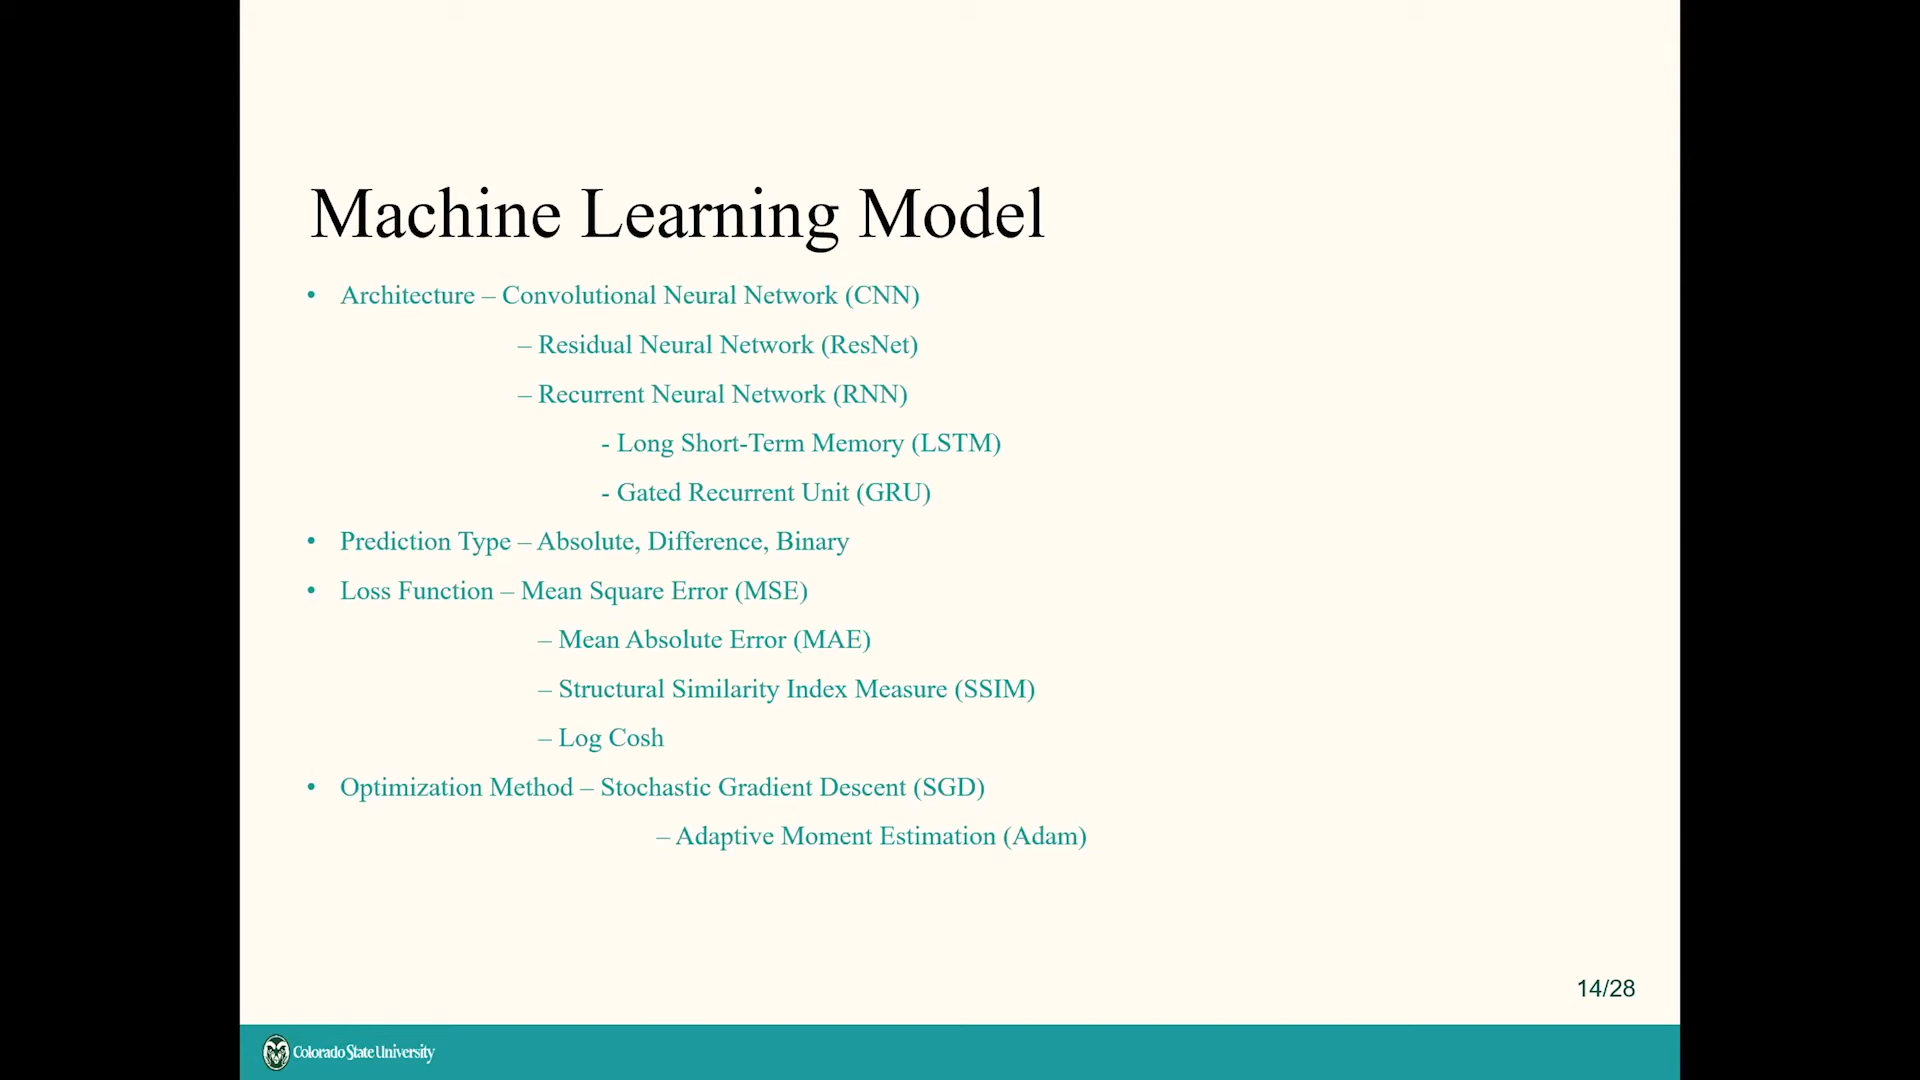 Machine Learning Model
• Architecture – Convolutional Neural Network (CNN)
– Residual Neural Network (ResNet)
– Recurrent Neural Network (RNN)
- Long Short-Term Memory (LSTM)
- Gated Recurrent Unit (GRU)
• Prediction Type – Absolute, Difference, Binary
• Loss Function – Mean Square Error (MSE)
– Mean Absolute Error (MAE)
– Structural Similarity Index Measure (SSIM)
– Log Cosh
• Optimization Method – Stochastic Gradient Descent (SGD)
– Adaptive Moment Estimation (Adam)
14/28
Colorado State University